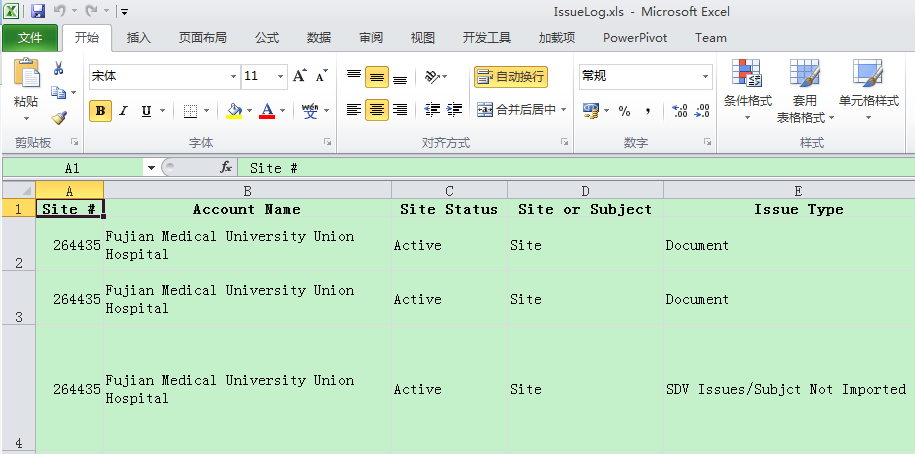 IssueLog.xls - Microsoft Excel
文件 开始 插入 页面布局 公式 数据 审阅 视图 开发工具 加载项 PowerPivot Team
宋体 11 自动换行 常规
粘贴 B I U A wén 文 合并后居中 % , 条件格式 套用 表格格式 单元格样式
剪贴板 字体 对齐方式 数字 样式
A1 fx Site #
A B C D E
1 Site # Account Name Site Status Site or Subject Issue Type
2 264435 Fujian Medical University Union Hospital Active Site Document
3 264435 Fujian Medical University Union Hospital Active Site Document
4 264435 Fujian Medical University Union Hospital Active Site SDV Issues/Subjct Not Imported